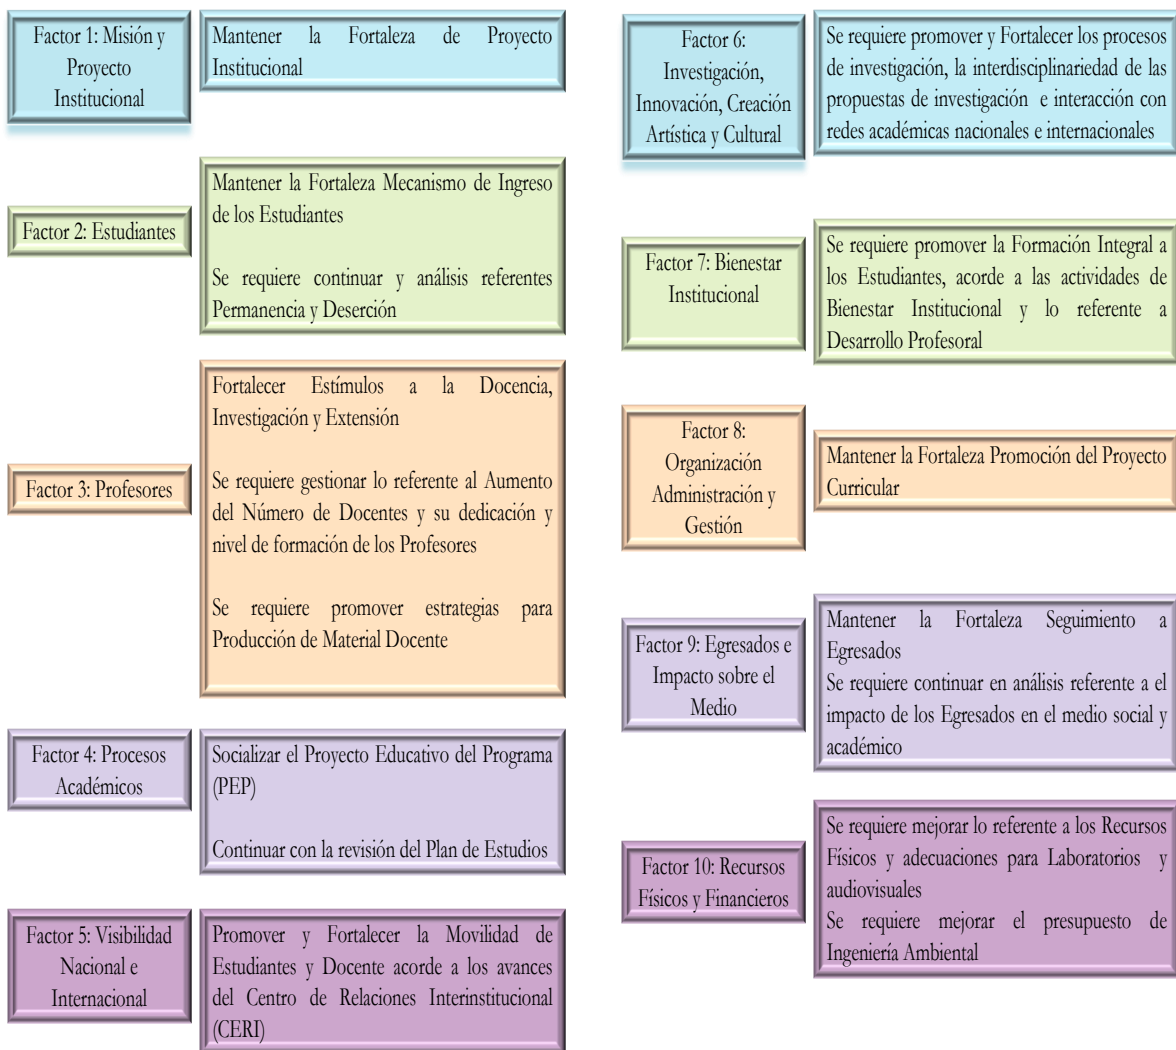 Factor 1: Misión y
Proyecto
Institucional
Mantener la Fortaleza de Proyecto
Institucional
Factor 2: Estudiantes
Mantener la Fortaleza Mecanismo de Ingreso
de los Estudiantes
Se requiere continuar y análisis referentes
Permanencia y Deserción
Factor 3: Profesores
Fortalecer Estímulos a la Docencia,
Investigación y Extensión
Se requiere gestionar lo referente al Aumento
del Número de Docentes y su dedicación y
nivel de formación de los Profesores
Se requiere promover estrategias para
Producción de Material Docente
Factor 4: Procesos
Académicos
Socializar el Proyecto Educativo del Programa
(PEP)
Continuar con la revisión del Plan de Estudios
Factor 5: Visibilidad
Nacional e
Internacional
Promover y Fortalecer la Movilidad de
Estudiantes y Docente acorde a los avances
del Centro de Relaciones Interinstitucional
(CERI)
Factor 6:
Investigación,
Innovación, Creación
Artística y Cultural
Se requiere promover y Fortalecer los procesos
de investigación, la interdisciplinariedad de las
propuestas de investigación e interacción con
redes académicas nacionales e internacionales
Factor 7: Bienestar
Institucional
Se requiere promover la Formación Integral a
los Estudiantes, acorde a las actividades de
Bienestar Institucional y lo referente a
Desarrollo Profesoral
Factor 8:
Organización
Administración y
Gestión
Mantener la Fortaleza Promoción del Proyecto
Curricular
Factor 9: Egresados e
Impacto sobre el
Medio
Mantener la Fortaleza Seguimiento a
Egresados
Se requiere continuar en análisis referente a el
impacto de los Egresados en el medio social y
académico
Factor 10: Recursos
Físicos y Financieros
Se requiere mejorar lo referente a los Recursos
Físicos y adecuaciones para Laboratorios y
audiovisuales
Se requiere mejorar el presupuesto de
Ingeniería Ambiental